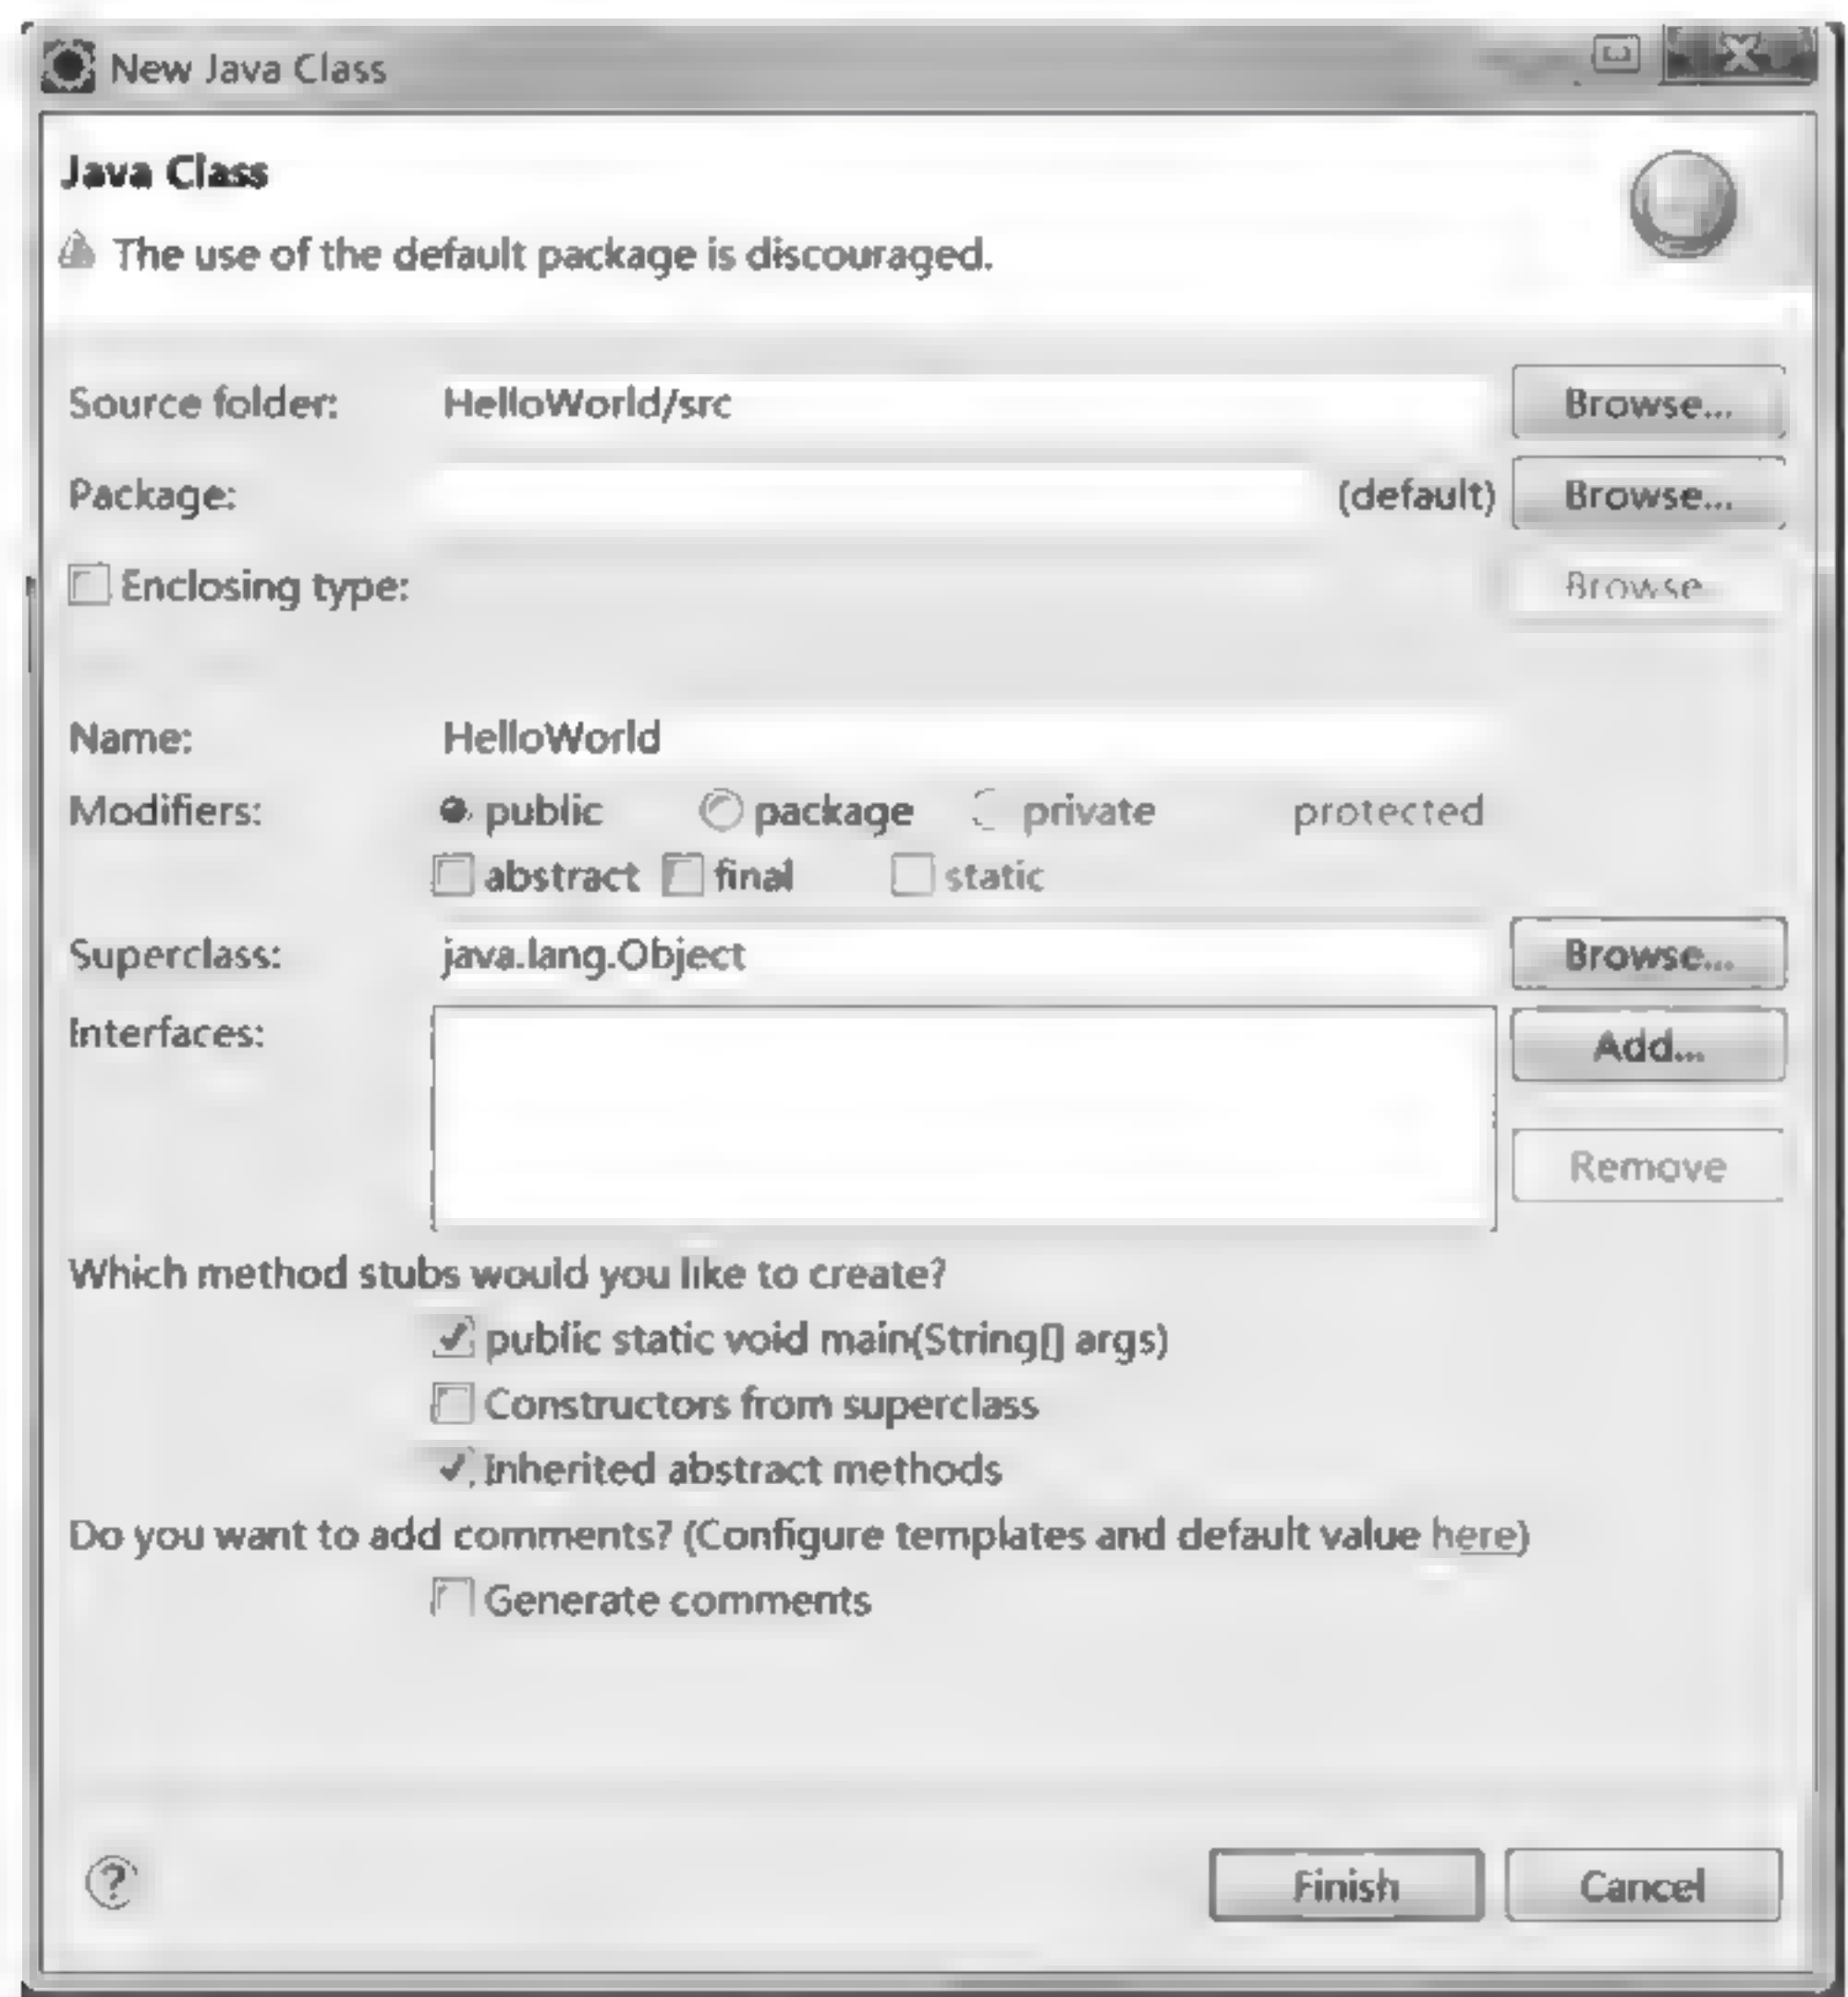 New Java Class
Java Class
The use of the default package is discouraged.
Source folder: HelloWorld/src Browse...
Package: (default) Browse...
Enclosing type: Browse...
Name: HelloWorld
Modifiers: public package private protected
abstract final static
Superclass: java.lang.Object Browse...
Interfaces: Add...
Remove
Which method stubs would you like to create?
public static void main(String[] args)
Constructors from superclass
Inherited abstract methods
Do you want to add comments? (Configure templates and default value here)
Generate comments
? Finish Cancel